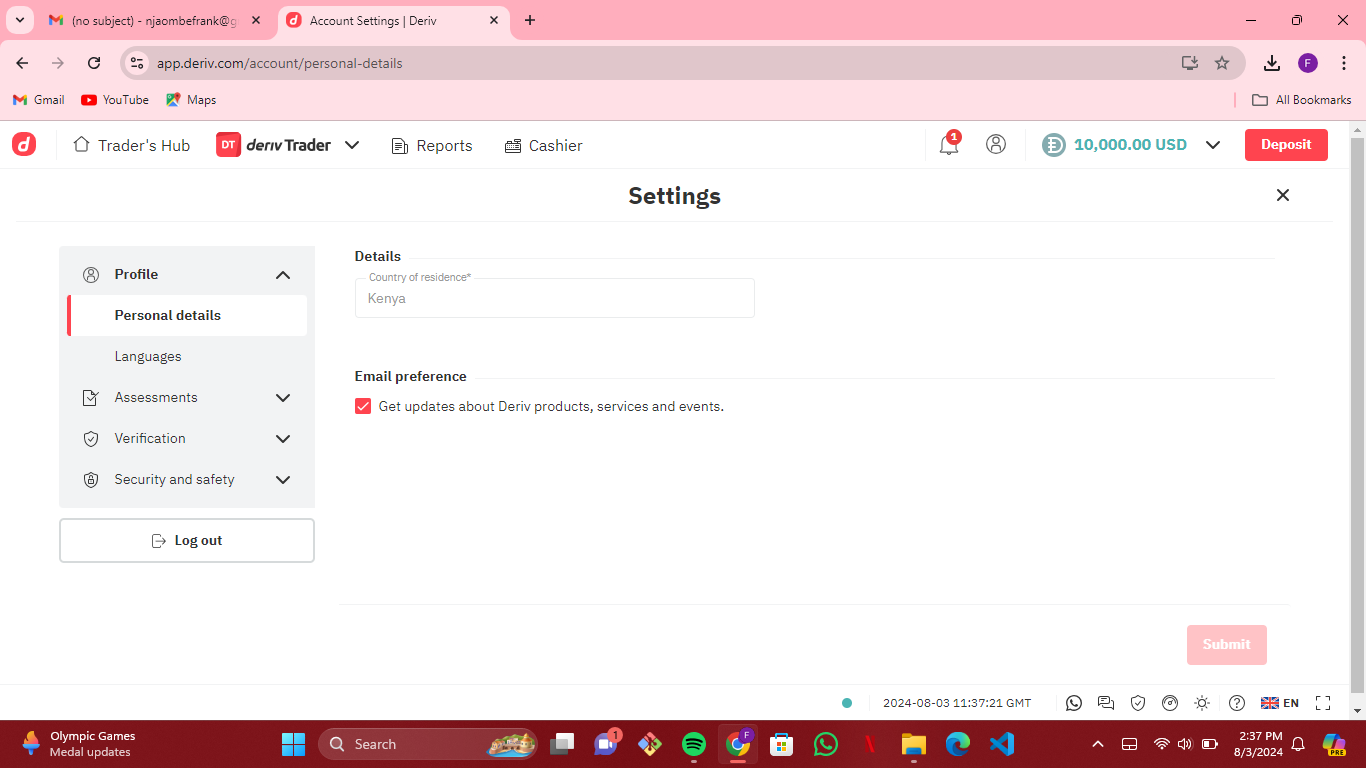 (no subject) - njaombefrank@g
Account Settings | Deriv
app.deriv.com/account/personal-details
F
Gmail
YouTube
Maps
All Bookmarks
Trader's Hub
DT
deriv Trader
Reports
Cashier
1
10,000.00 USD
Deposit
Settings
Profile
Personal details
Languages
Assessments
Verification
Security and safety
Log out
Details
Country of residence*
Kenya
Email preference
Get updates about Deriv products, services and events.
Submit
2024-08-03 11:37:21 GMT
EN
Olympic Games
Medal updates
Search
1
F
2:37 PM
8/3/2024
PRE